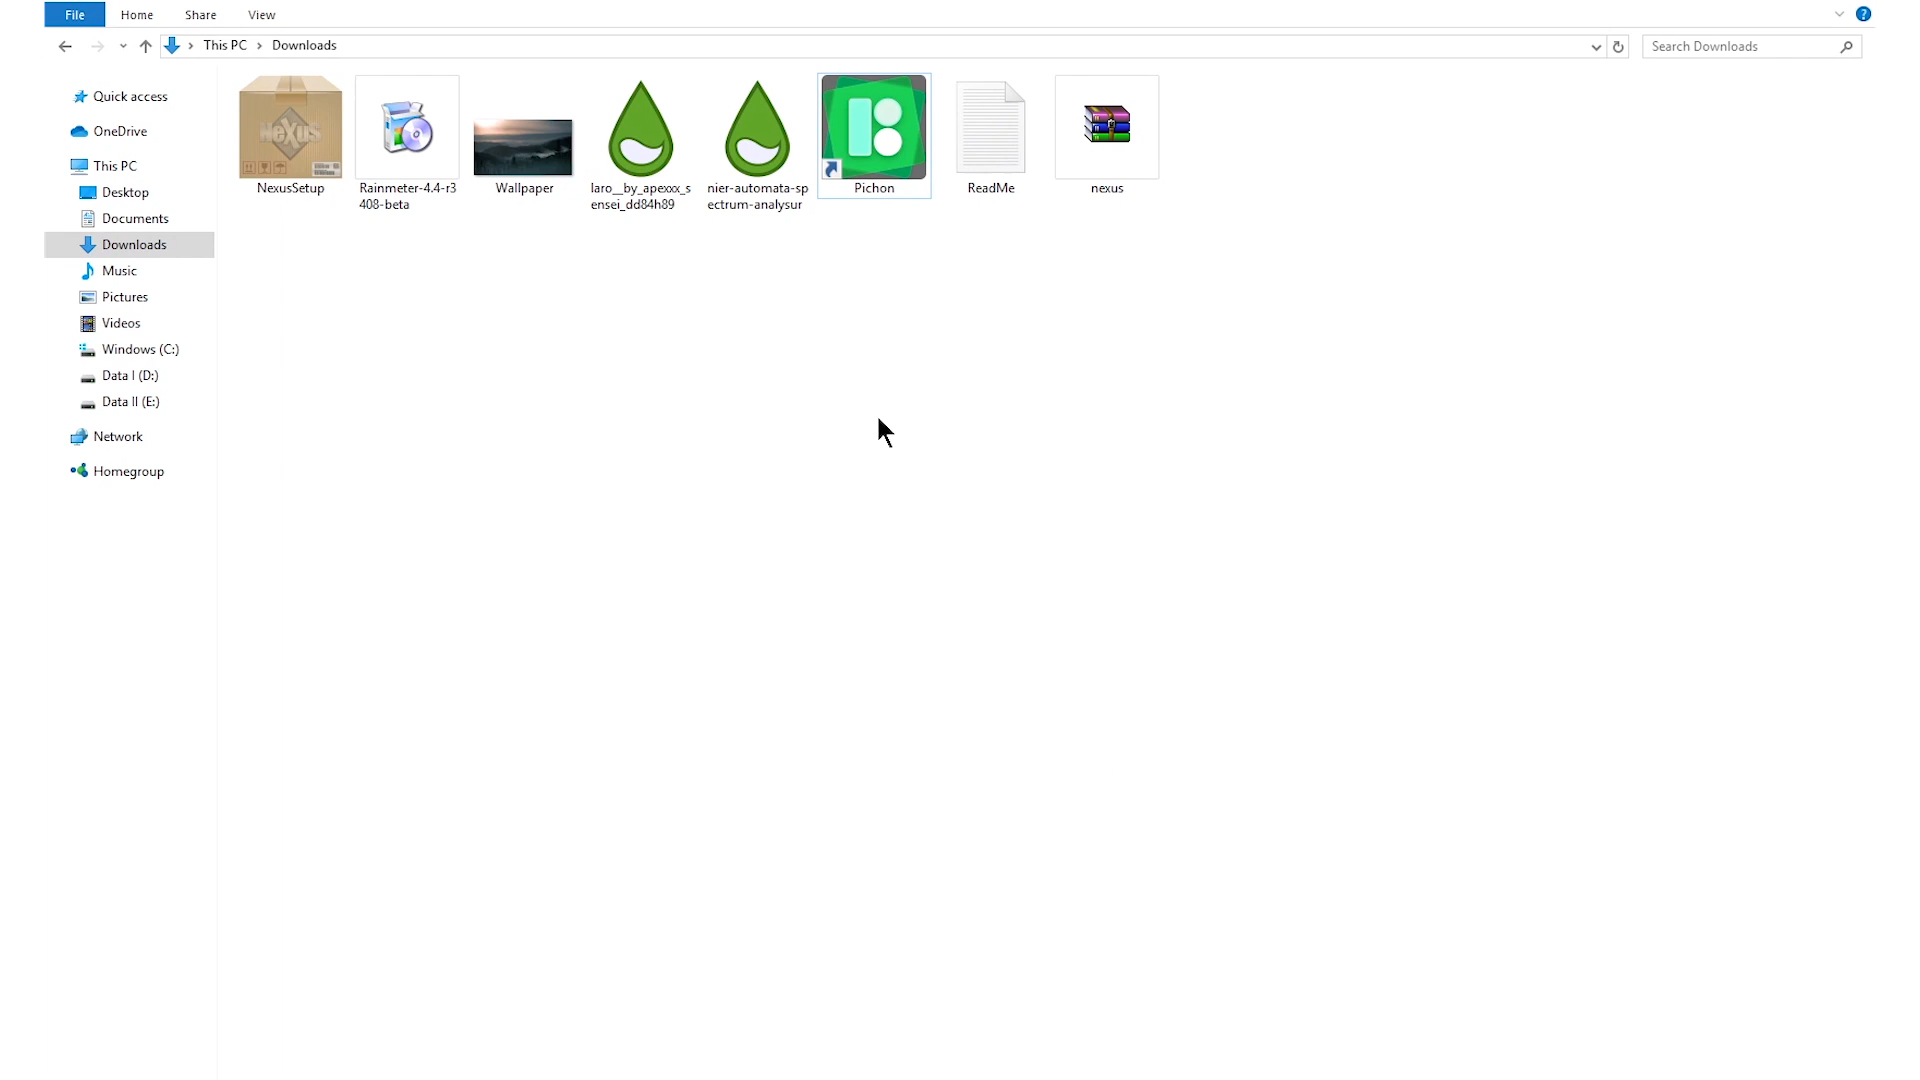 File Home Share View
This PC Downloads
Search Downloads
Quick access
OneDrive
This PC
Desktop
Documents
Downloads
Music
Pictures
Videos
Windows (C:)
Data I (D:)
Data II (E:)
Network
Homegroup
NeXuS
NexusSetup
Rainmeter-4.4-r3
408-beta
Wallpaper
laro__by_apexxx_s
ensei_dd84h89
nier-automata-sp
ectrum-analysur
Pichon
ReadMe
nexus